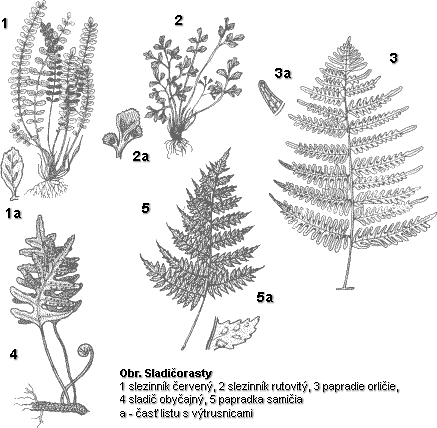 1
2
3a
3
2a
1a
5
5a
4
Obr. Sladičorasty
1 slezinník červený, 2 slezinník rutovitý, 3 papradie orličie,
4 sladič obyčajný, 5 papradka samičia
a - časť listu s výtrusnicami